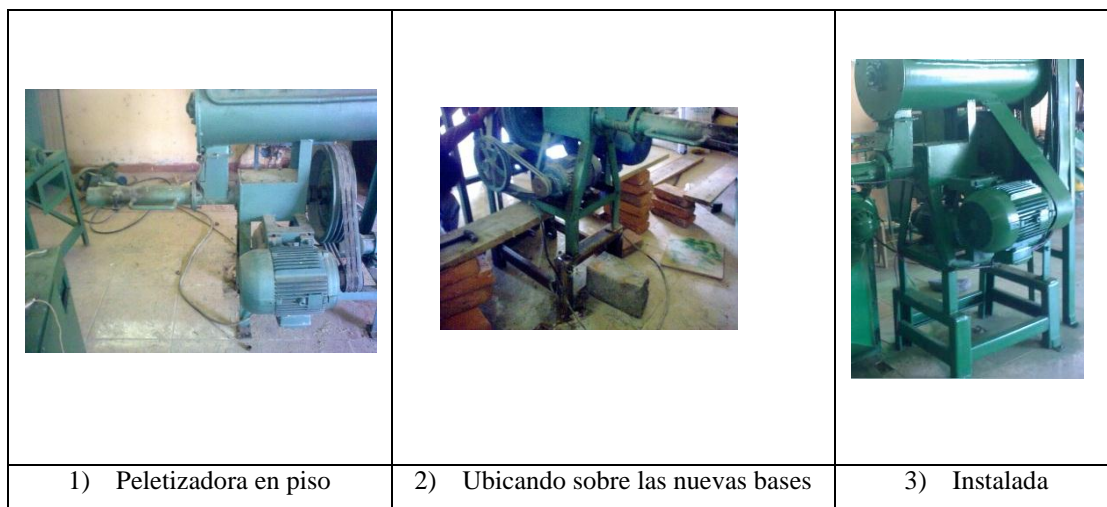 1) Peletizadora en piso
2) Ubicando sobre las nuevas bases
3) Instalada